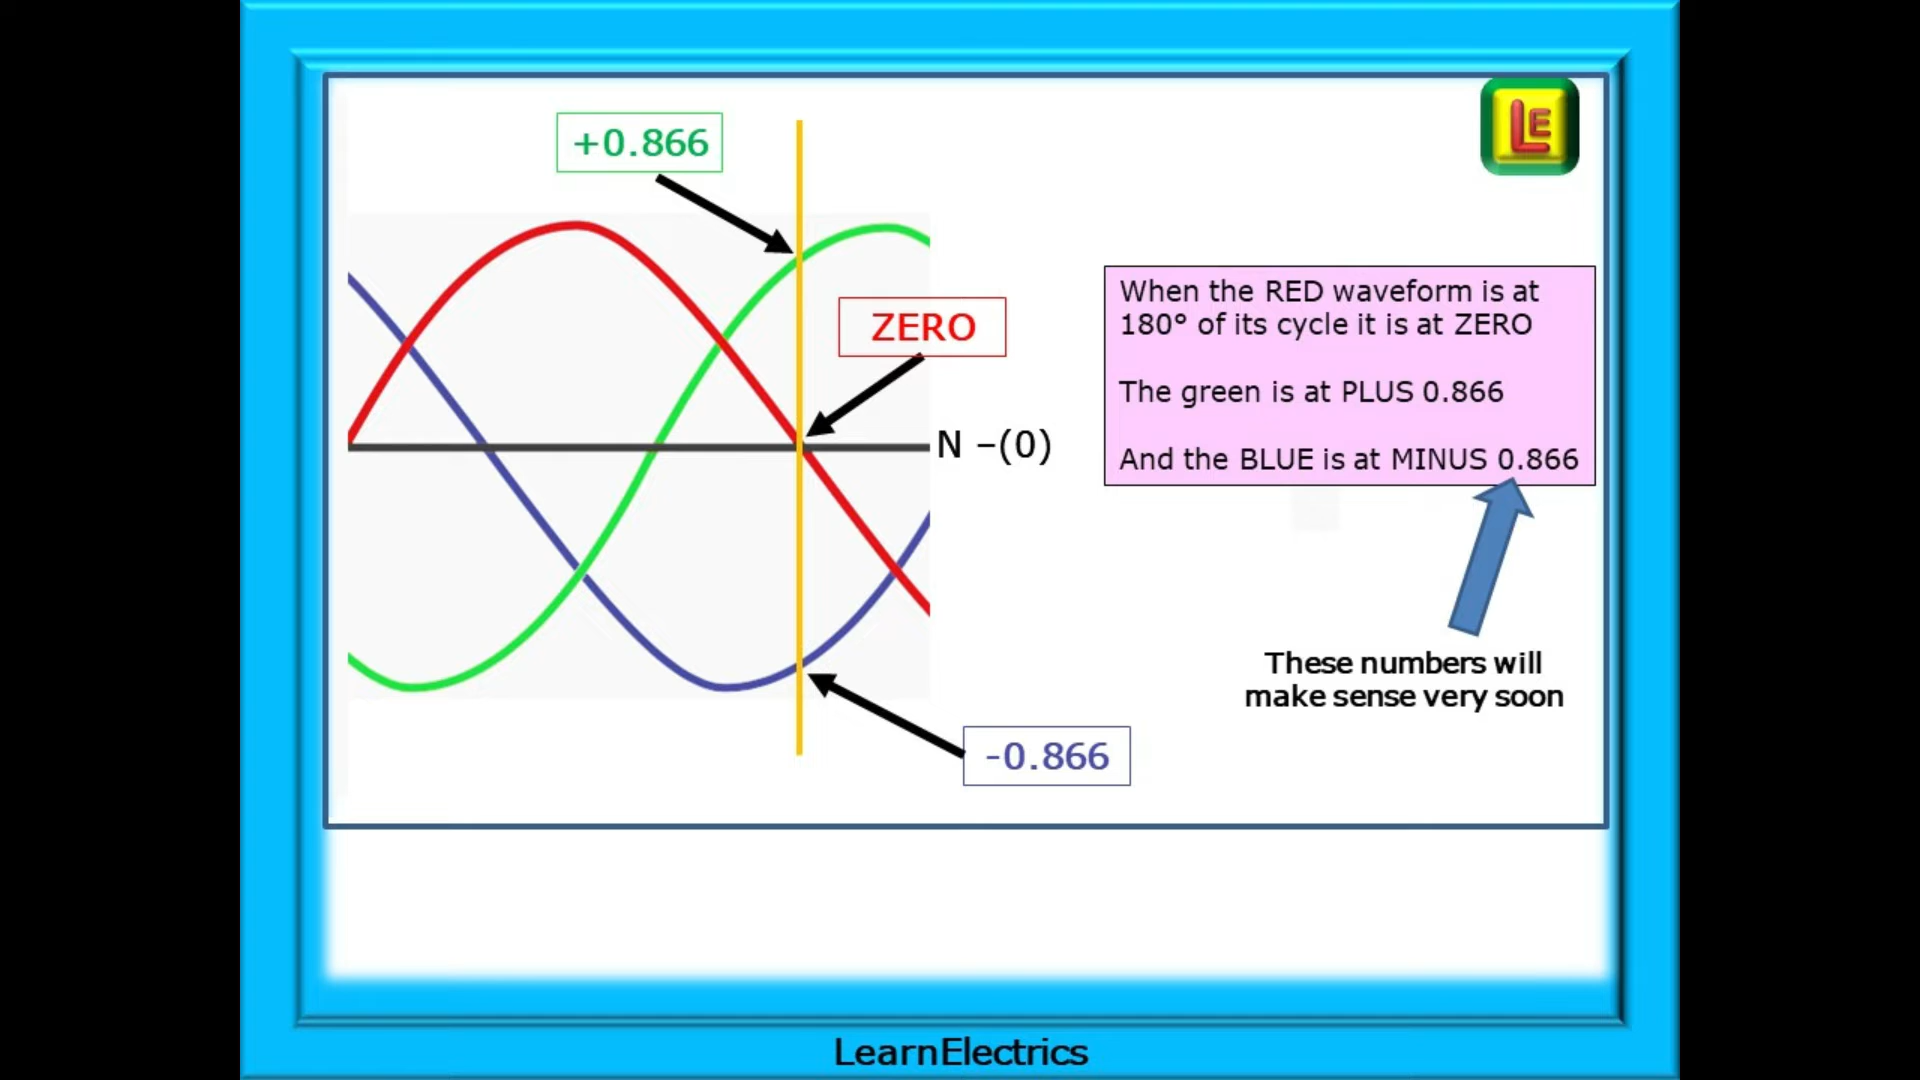 +0.866
LE
ZERO
N –(0)
-0.866
When the RED waveform is at
180° of its cycle it is at ZERO
The green is at PLUS 0.866
And the BLUE is at MINUS 0.866
These numbers will
make sense very soon
LearnElectrics